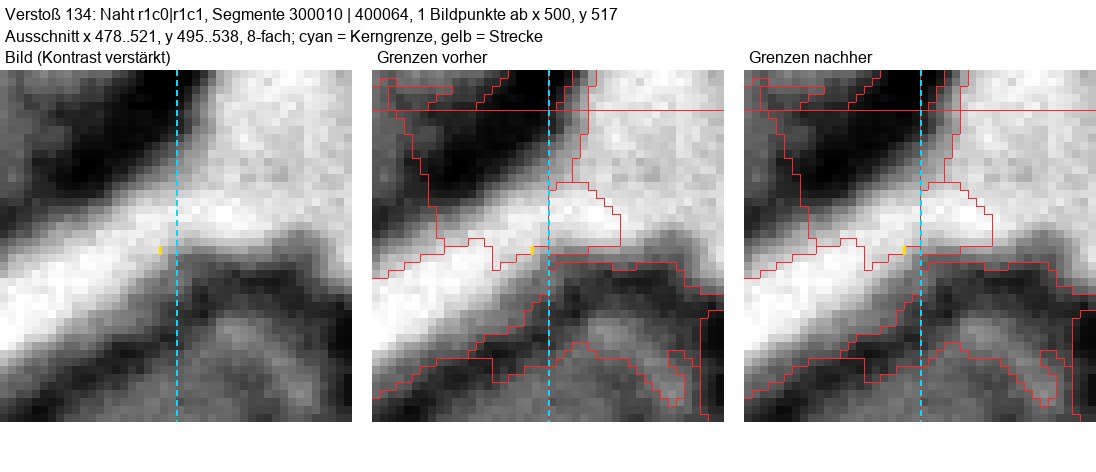 Verstoß 134: Naht r1c0|r1c1, Segmente 300010 | 400064, 1 Bildpunkte ab x 500, y 517
Ausschnitt x 478..521, y 495..538, 8-fach; cyan = Kerngrenze, gelb = Strecke
Bild (Kontrast verstärkt) Grenzen vorher Grenzen nachher